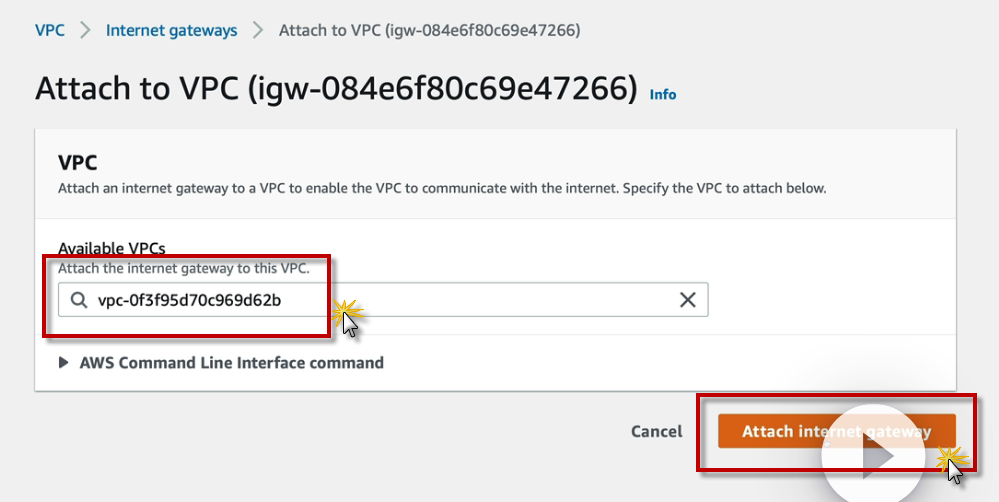 VPC > Internet gateways > Attach to VPC (igw-084e6f80c69e47266)
Attach to VPC (igw-084e6f80c69e47266) Info
VPC
Attach an internet gateway to a VPC to enable the VPC to communicate with the internet. Specify the VPC to attach below.
Available VPCs
Attach the internet gateway to this VPC.
vpc-0f3f95d70c969d62b
AWS Command Line Interface command
Cancel Attach internet gateway